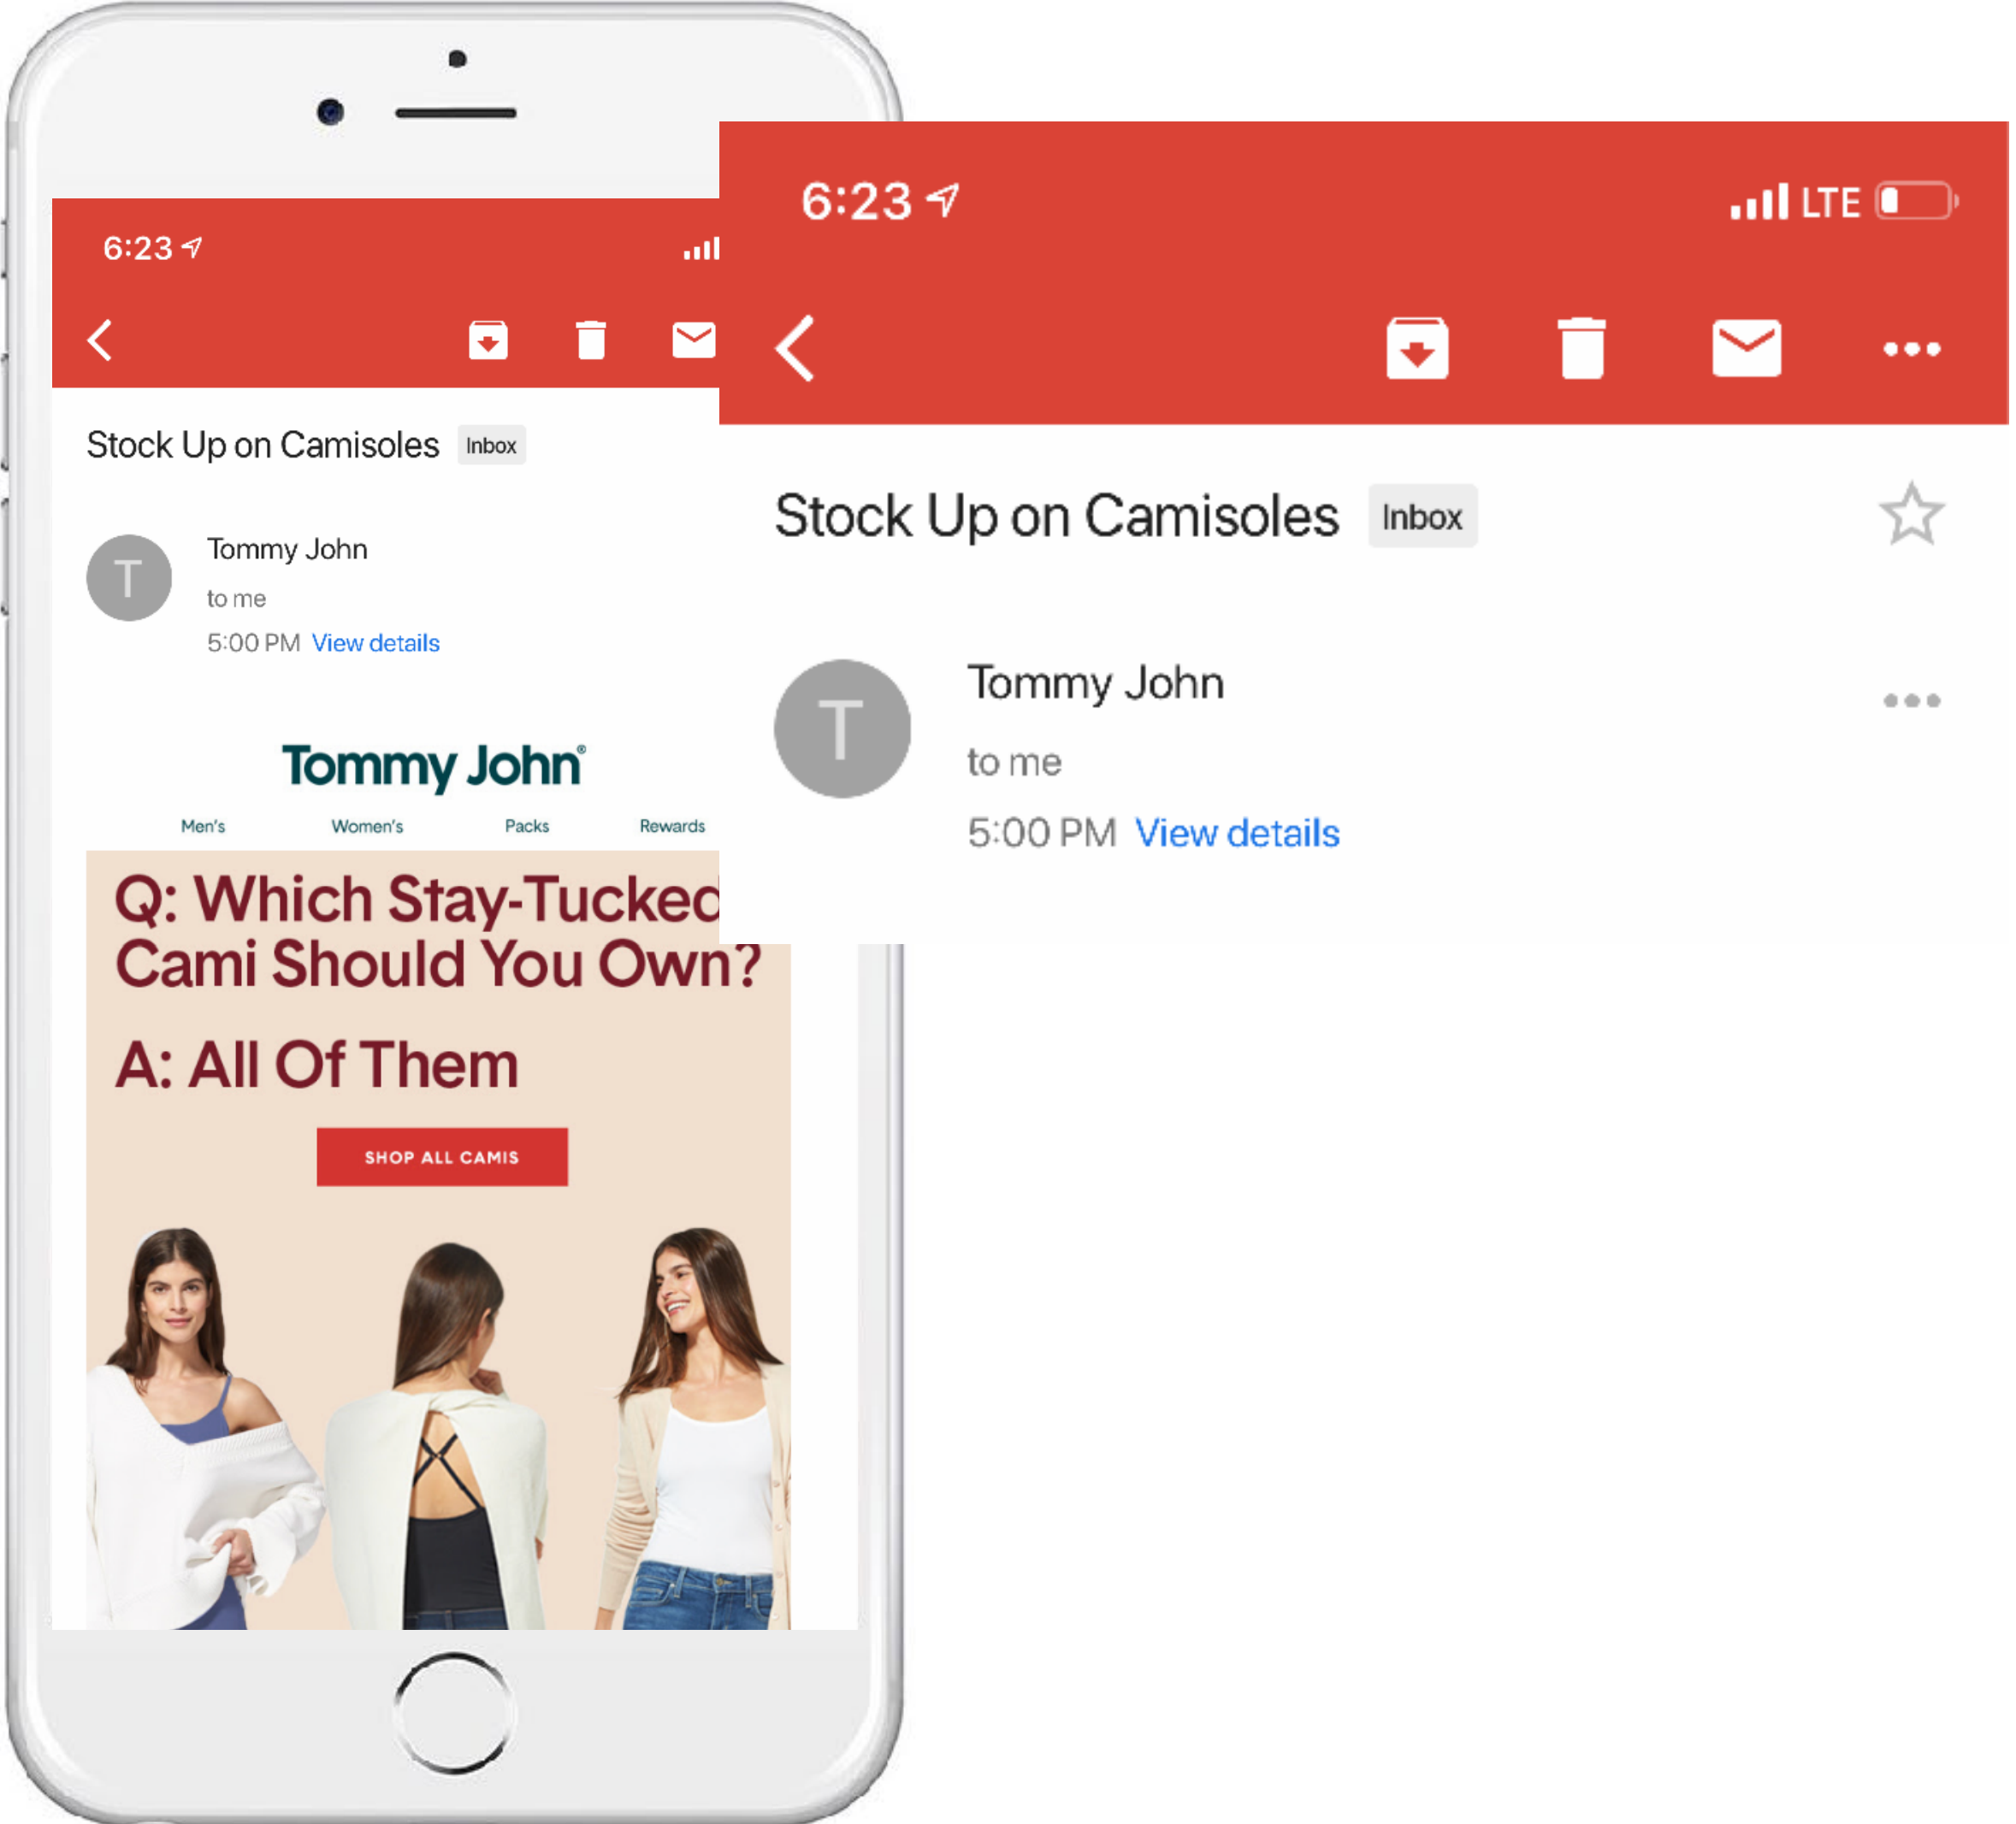 6:23
Stock Up on Camisoles Inbox
T
Tommy John
to me
5:00 PM View details
Tommy John®
Men's Women's Packs Rewards
Q: Which Stay-Tucked
Cami Should You Own?
A: All Of Them
SHOP ALL CAMIS
6:23 LTE
Stock Up on Camisoles Inbox
T
Tommy John
to me
5:00 PM View details